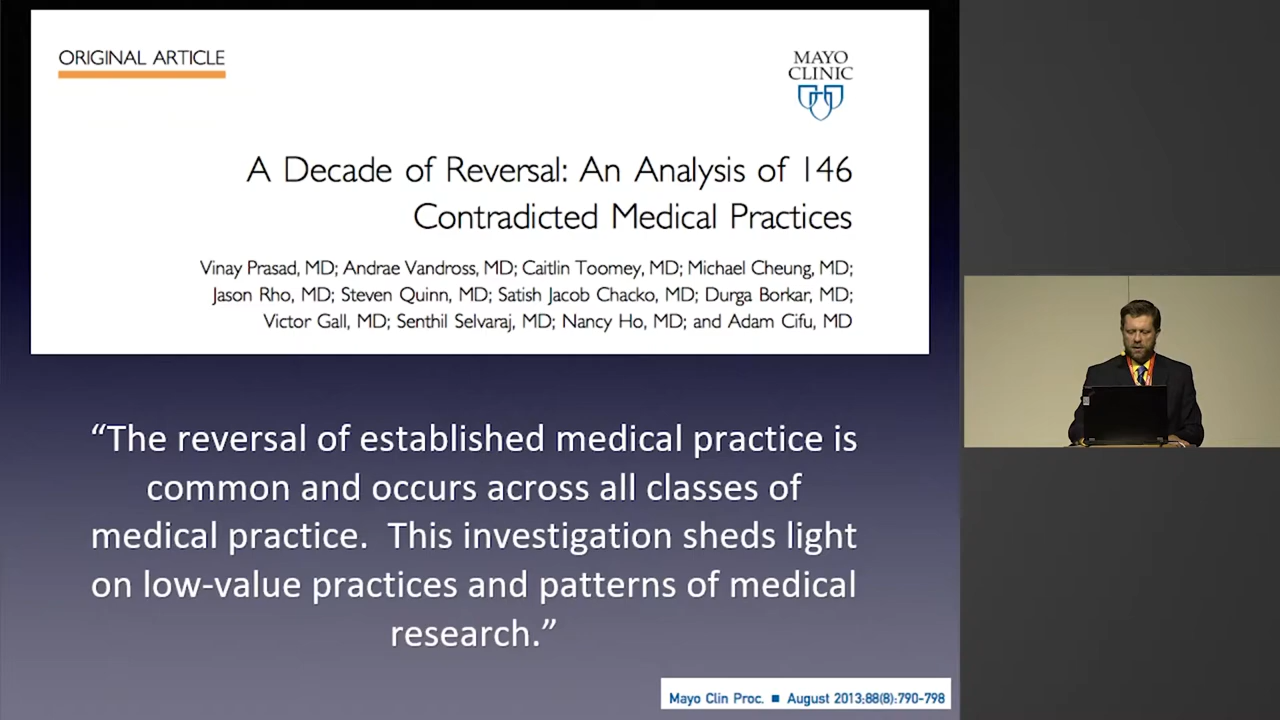 ORIGINAL ARTICLE
MAYO
CLINIC
A Decade of Reversal: An Analysis of 146
Contradicted Medical Practices
Vinay Prasad, MD; Andrae Vandross, MD; Caitlin Toomey, MD; Michael Cheung, MD;
Jason Rho, MD; Steven Quinn, MD; Satish Jacob Chacko, MD; Durga Borkar, MD;
Victor Gall, MD; Senthil Selvaraj, MD; Nancy Ho, MD; and Adam Cifu, MD
“The reversal of established medical practice is
common and occurs across all classes of
medical practice.  This investigation sheds light
on low-value practices and patterns of medical
research.”
Mayo Clin Proc. ■ August 2013;88(8):790-798